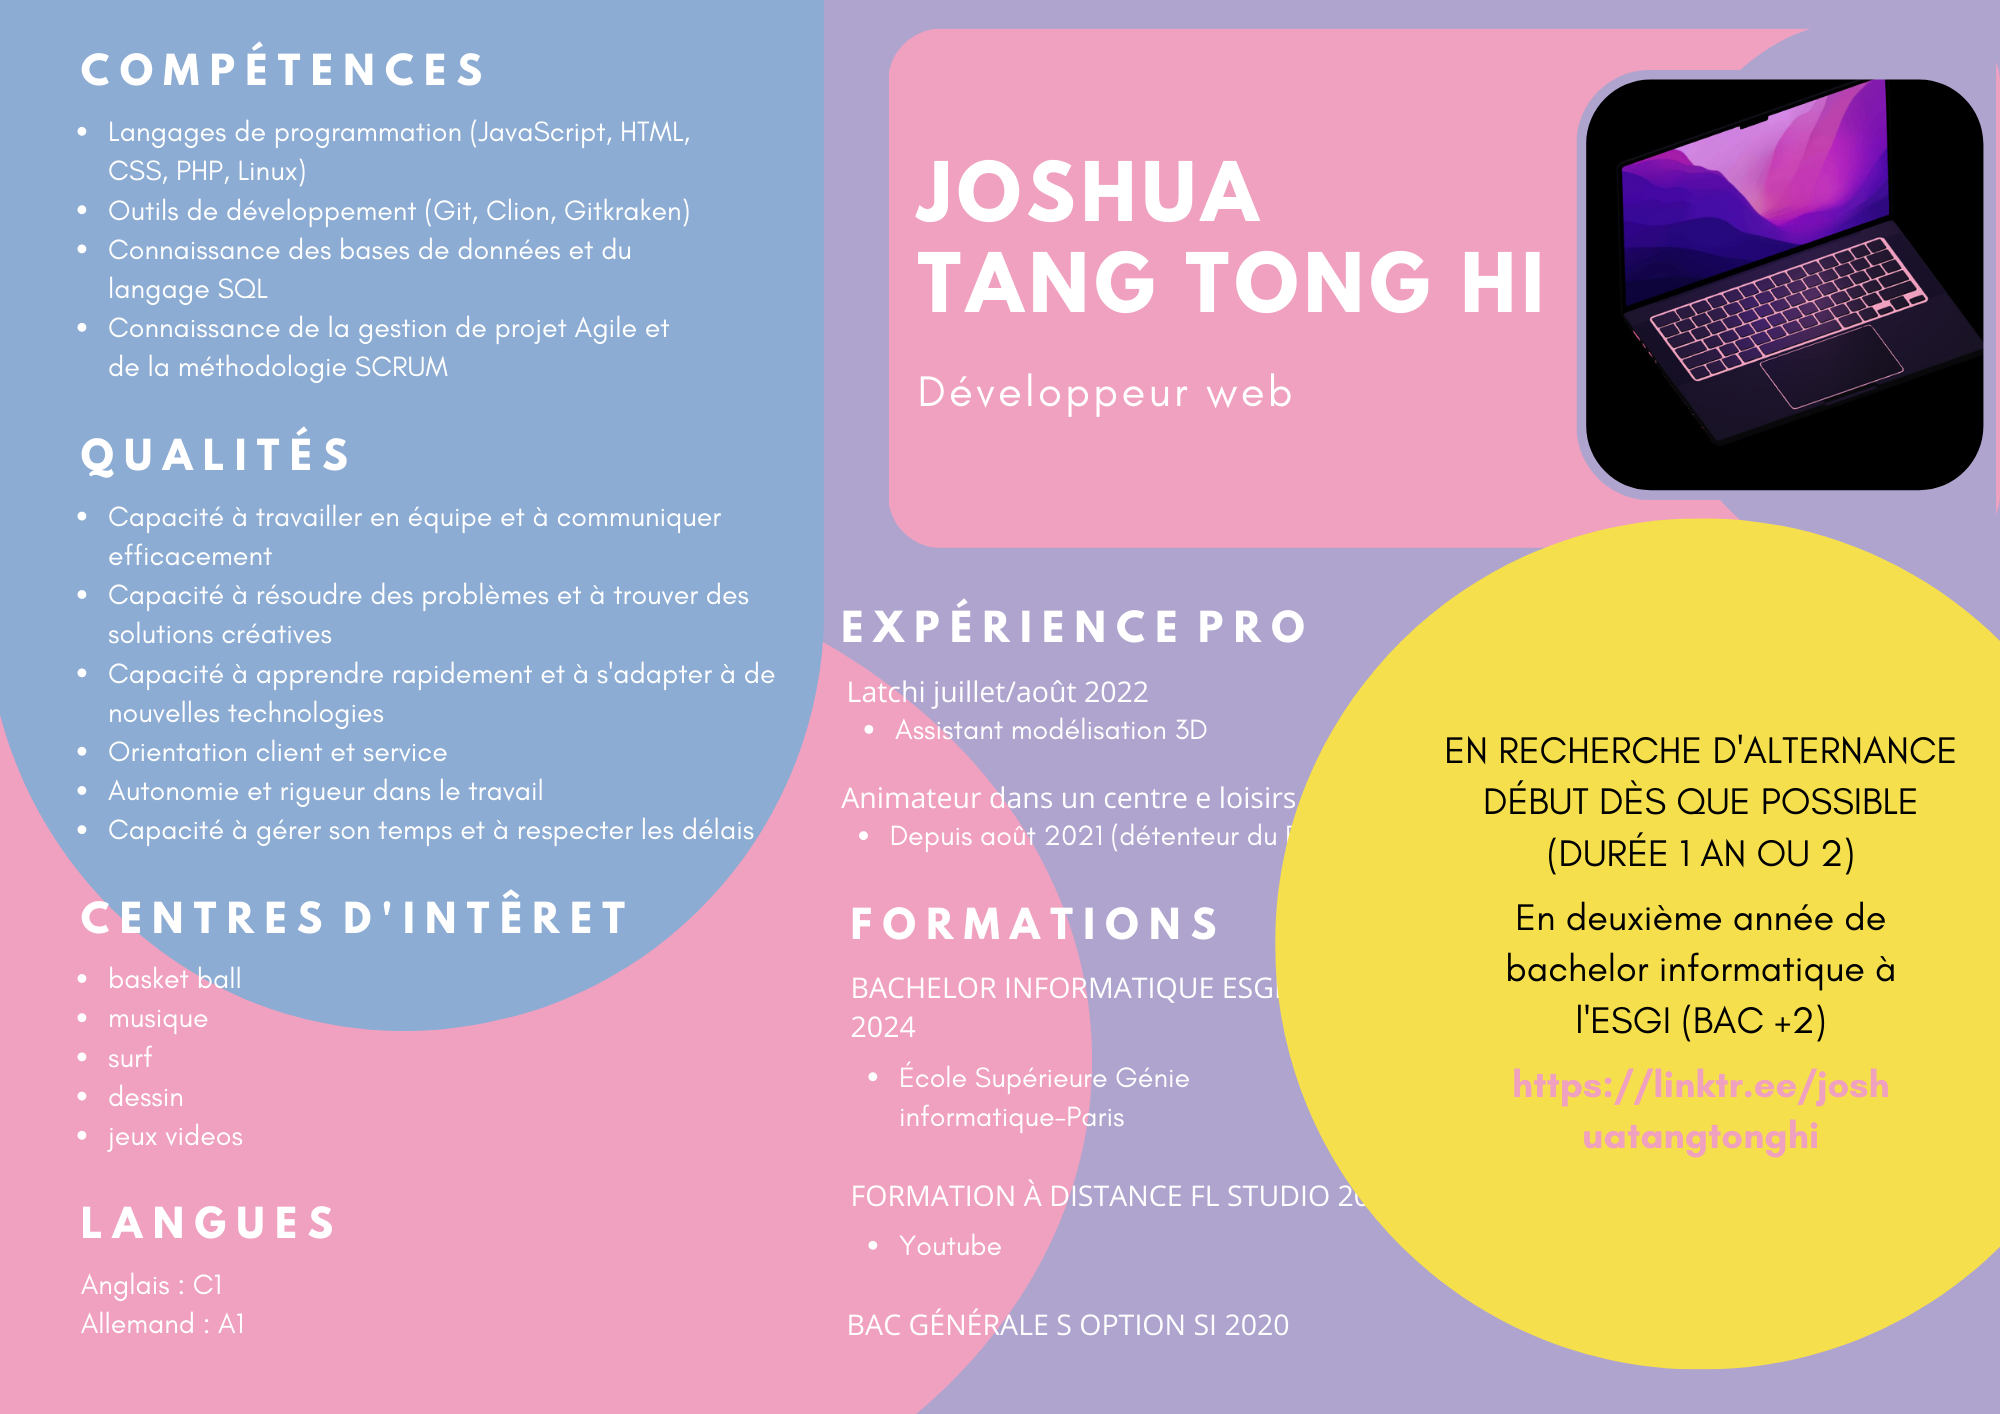 COMPÉTENCES
Langages de programmation (JavaScript, HTML,
CSS, PHP, Linux)
Outils de développement (Git, Clion, Gitkraken)
Connaissance des bases de données et du
langage SQL
Connaissance de la gestion de projet Agile et
de la méthodologie SCRUM
QUALITÉS
Capacité à travailler en équipe et à communiquer
efficacement
Capacité à résoudre des problèmes et à trouver des
solutions créatives
Capacité à apprendre rapidement et à s'adapter à de
nouvelles technologies
Orientation client et service
Autonomie et rigueur dans le travail
Capacité à gérer son temps et à respecter les délais
CENTRES D'INTÊRET
basket ball
musique
surf
dessin
jeux videos
LANGUES
Anglais : C1
Allemand : A1
JOSHUA
TANG TONG HI
Développeur web
EXPÉRIENCE PRO
Latchi juillet/août 2022
Assistant modélisation 3D
Animateur dans un centre e loisirs
Depuis août 2021 (détenteur du
FORMATIONS
BACHELOR INFORMATIQUE ESGI
2024
École Supérieure Génie
informatique-Paris
FORMATION À DISTANCE FL STUDIO
Youtube
BAC GÉNÉRALE S OPTION SI 2020
EN RECHERCHE D'ALTERNANCE
DÉBUT DÈS QUE POSSIBLE
(DURÉE 1 AN OU 2)
En deuxième année de
bachelor informatique à
l'ESGI (BAC +2)
https://linktr.ee/josh
uatangtonghi